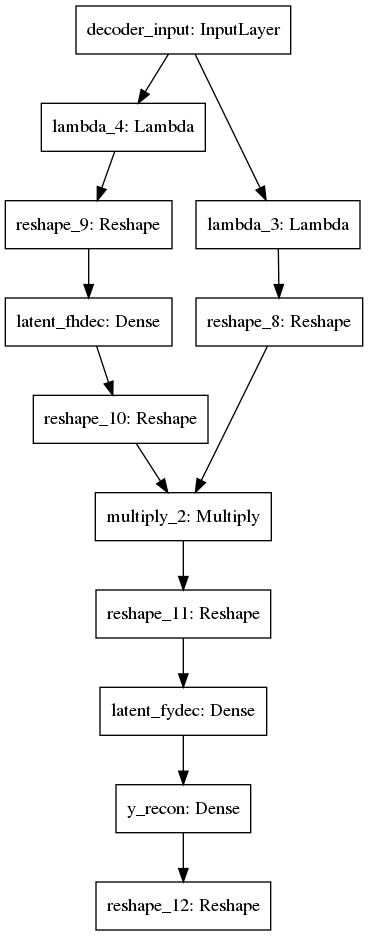 decoder_input: InputLayer
lambda_4: Lambda
reshape_9: Reshape
lambda_3: Lambda
latent_fhdec: Dense
reshape_8: Reshape
reshape_10: Reshape
multiply_2: Multiply
reshape_11: Reshape
latent_fydec: Dense
y_recon: Dense
reshape_12: Reshape